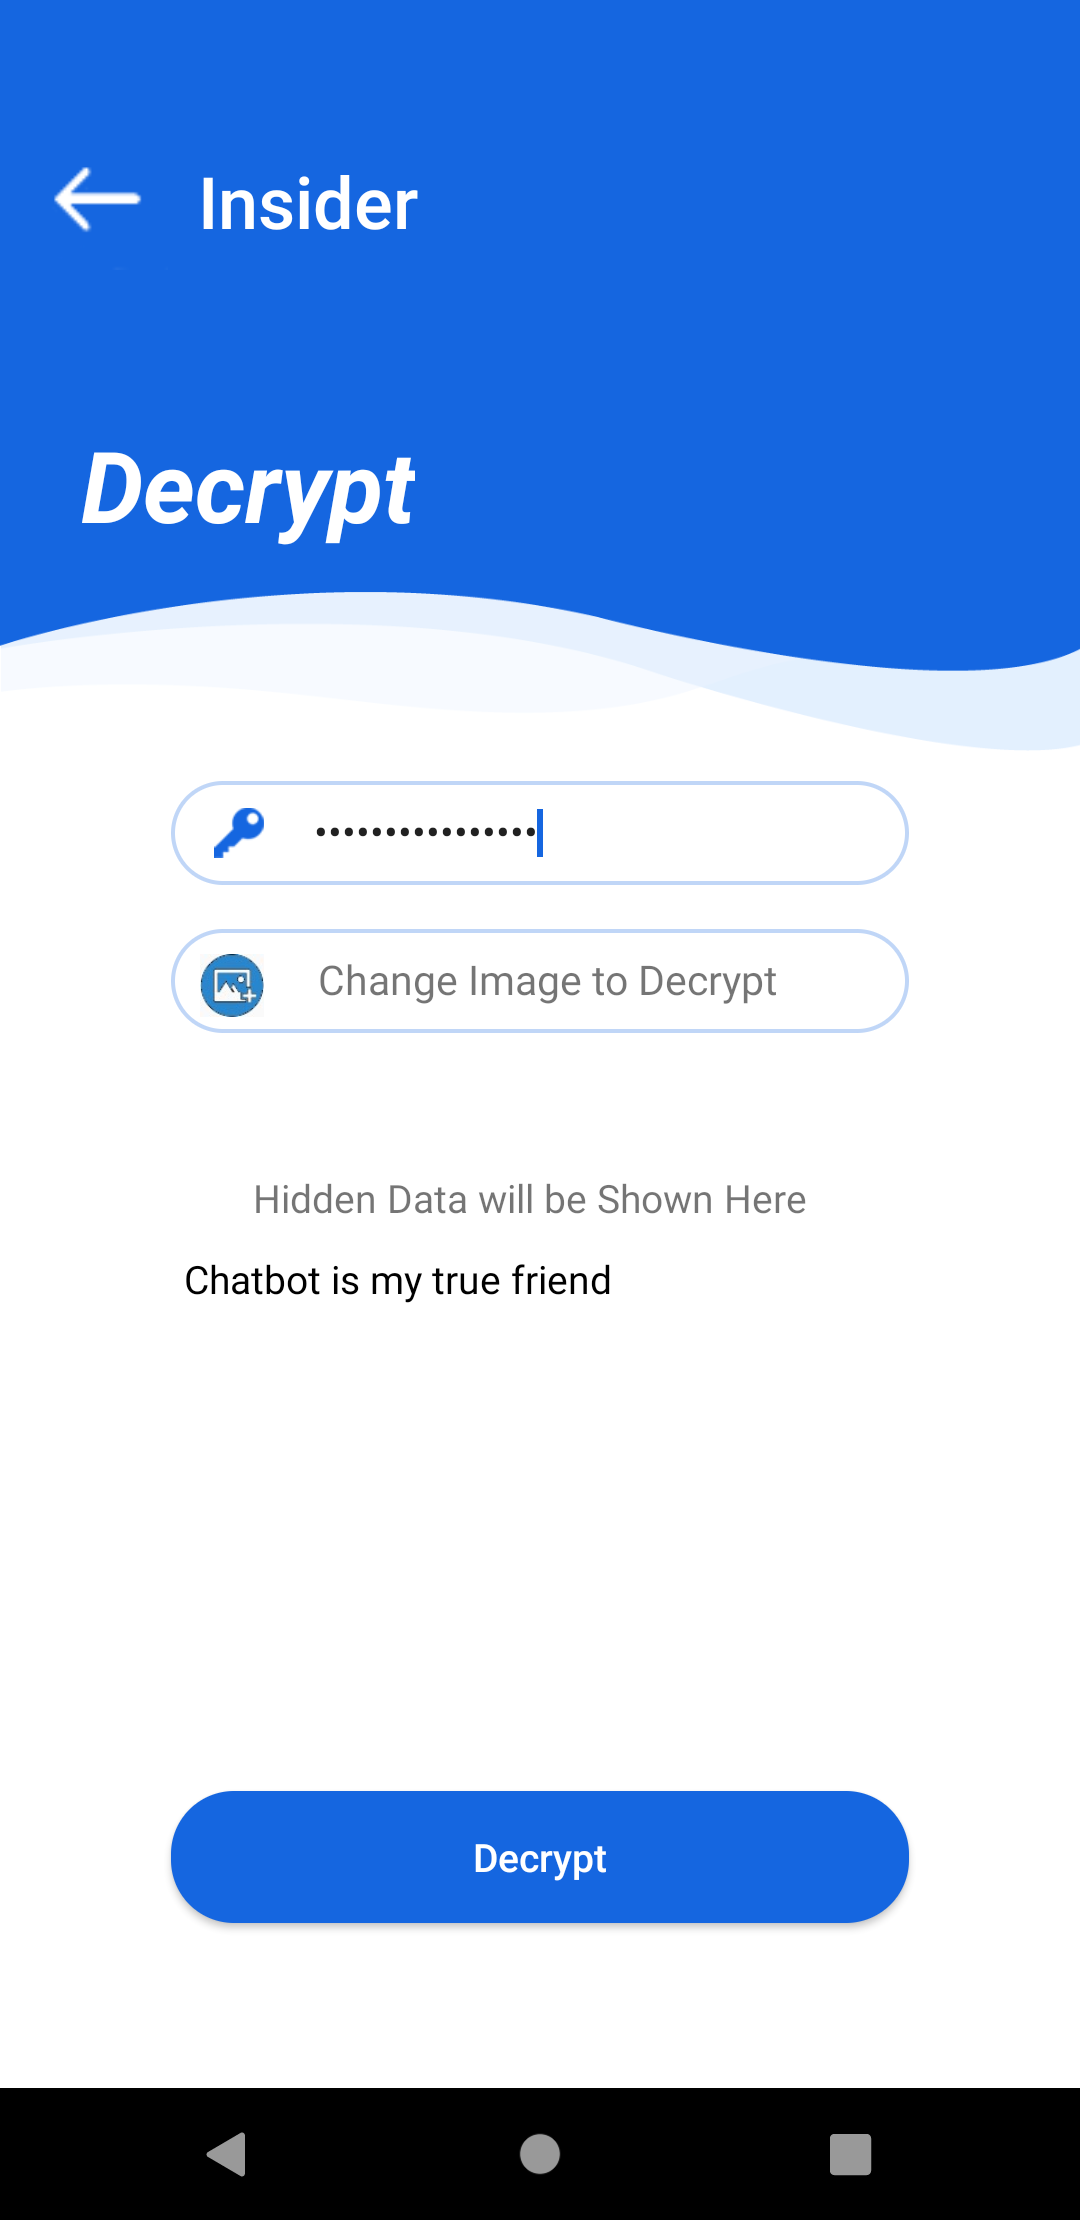 Insider
Decrypt
••••••••••••••••
Change Image to Decrypt
Hidden Data will be Shown Here
Chatbot is my true friend
Decrypt